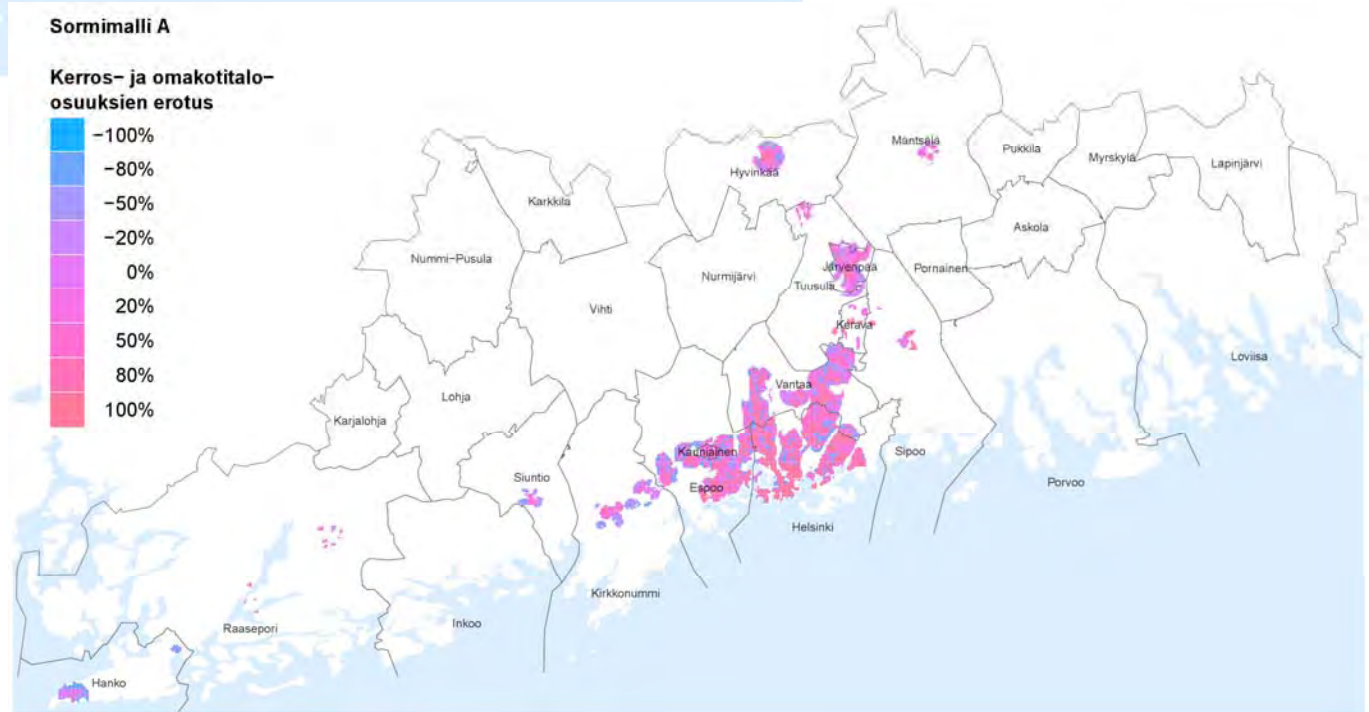 Sormimalli A
Kerros- ja omakotitalo-
osuuksien erotus
-100%
-80%
-50%
-20%
0%
20%
50%
80%
100%
Mäntsälä
Pukkila
Myrskylä
Lapinjärvi
Hyvinkää
Karkkila
Askola
Nummi-Pusula
Nurmijärvi
Järvenpää
Pornainen
Tuusula
Vihti
Kerava
Loviisa
Vantaa
Lohja
Karjalohja
Kauniainen
Sipoo
Siuntio
Espoo
Porvoo
Helsinki
Kirkkonummi
Inkoo
Raasepori
Hanko